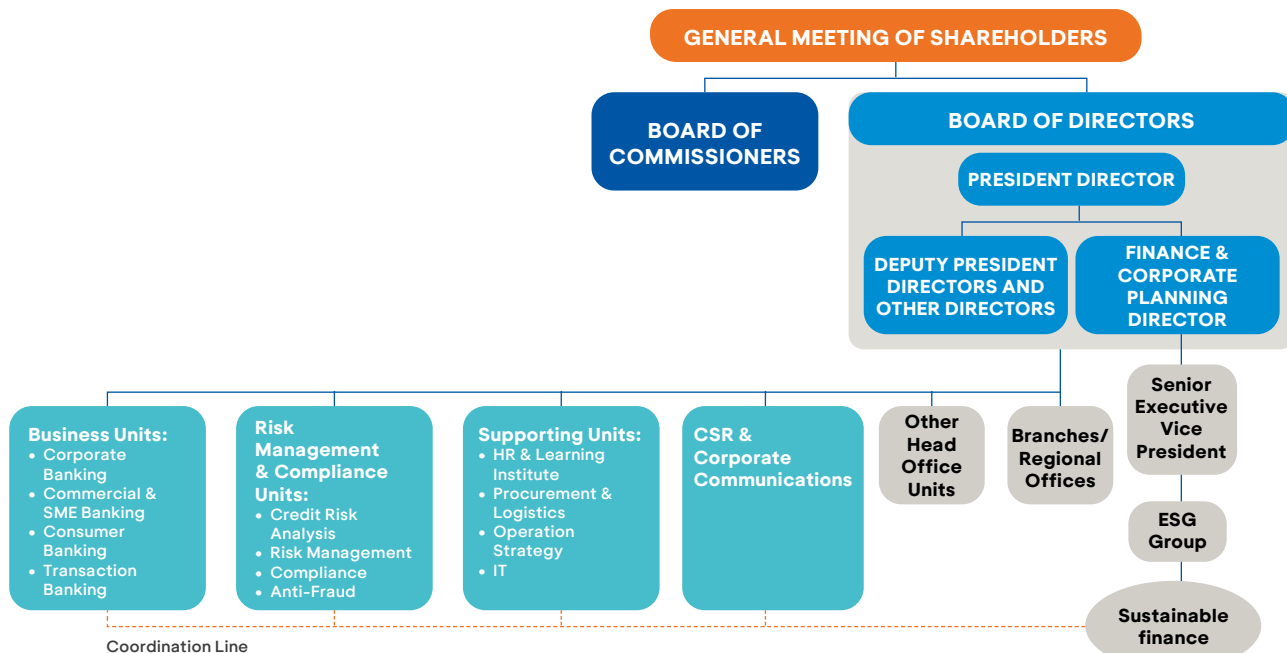 GENERAL MEETING OF SHAREHOLDERS
BOARD OF
COMMISSIONERS
BOARD OF DIRECTORS
PRESIDENT DIRECTOR
DEPUTY PRESIDENT
DIRECTORS AND
OTHER DIRECTORS
FINANCE &
CORPORATE
PLANNING
DIRECTOR
Business Units:
• Corporate
Banking
• Commercial &
SME Banking
• Consumer
Banking
• Transaction
Banking
Risk
Management
& Compliance
Units:
• Credit Risk
Analysis
• Risk Management
• Compliance
• Anti-Fraud
Supporting Units:
• HR & Learning
Institute
• Procurement &
Logistics
• Operation
Strategy
• IT
CSR &
Corporate
Communications
Other
Head
Office
Units
Branches/
Regional
Offices
Senior
Executive
Vice
President
ESG
Group
Sustainable
finance
Coordination Line